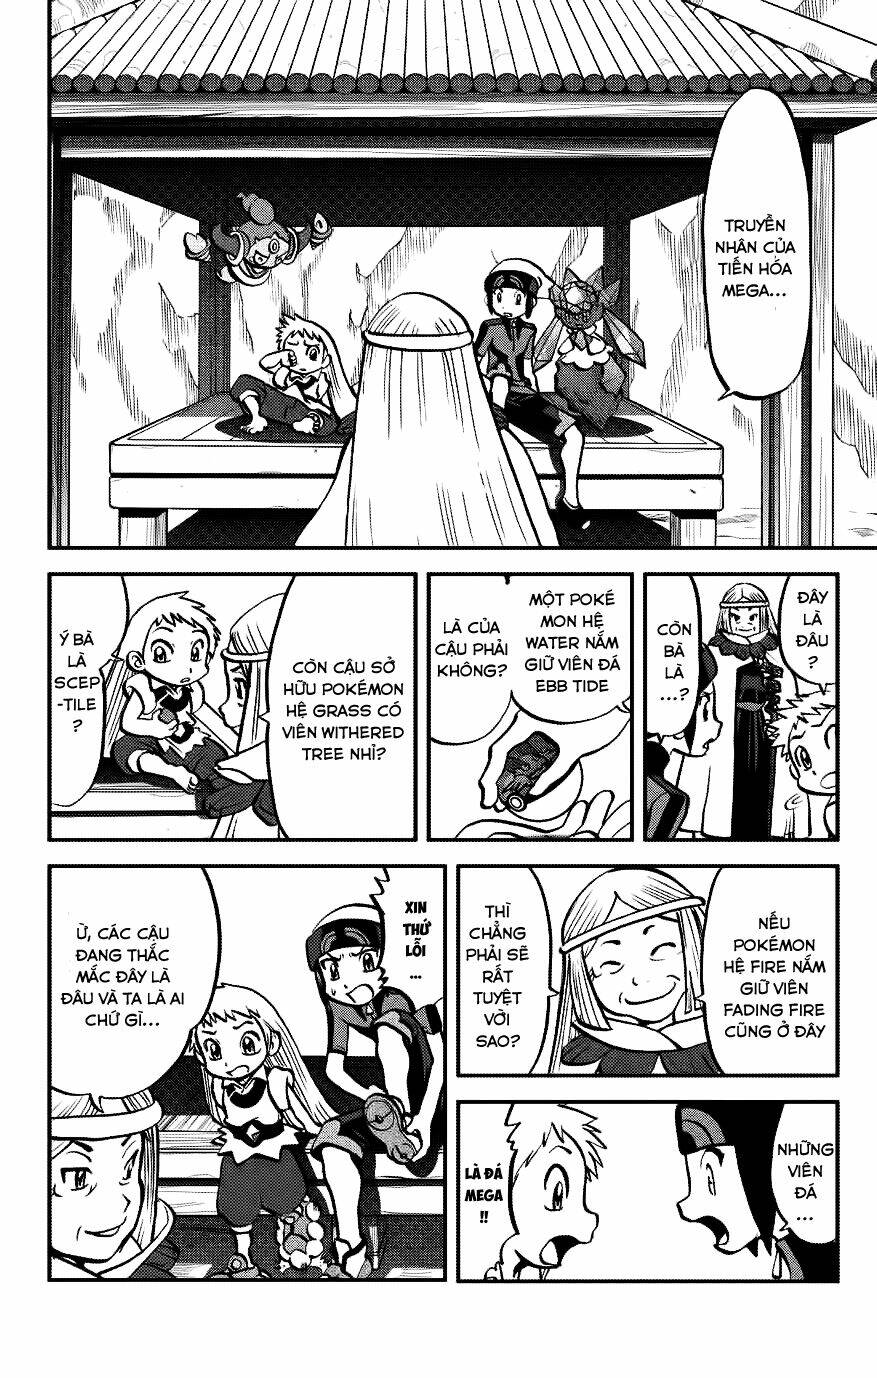 TRUYỀN
NHÂN CỦA
TIẾN HÓA
MEGA...
ĐÂY
LÀ
ĐÂU
?
CÒN
BÀ
LÀ
...?
MỘT POKÉ
MON HỆ
WATER NẮM
GIỮ VIÊN ĐÁ
EBB TIDE
LÀ CỦA
CẬU PHẢI
KHÔNG?
CÒN CẬU SỞ
HỮU POKÉMON
HỆ GRASS CÓ
VIÊN WITHERED
TREE NHỈ?
Ý BÀ
LÀ
SCEP
-TILE
?
NẾU
POKÉMON
HỆ FIRE NẮM
GIỮ VIÊN
FADING FIRE
CŨNG Ở ĐÂY
THÌ
CHẲNG
PHẢI SẼ
RẤT
TUYỆT
VỜI
SAO?
XIN
THỨ
LỖI
...
Ừ, CÁC CẬU
ĐANG THẮC
MẮC ĐÂY LÀ
ĐÂU VÀ TA LÀ AI
CHỨ GÌ...
NHỮNG
VIÊN
ĐÁ
...
LÀ ĐÁ
MEGA
!!